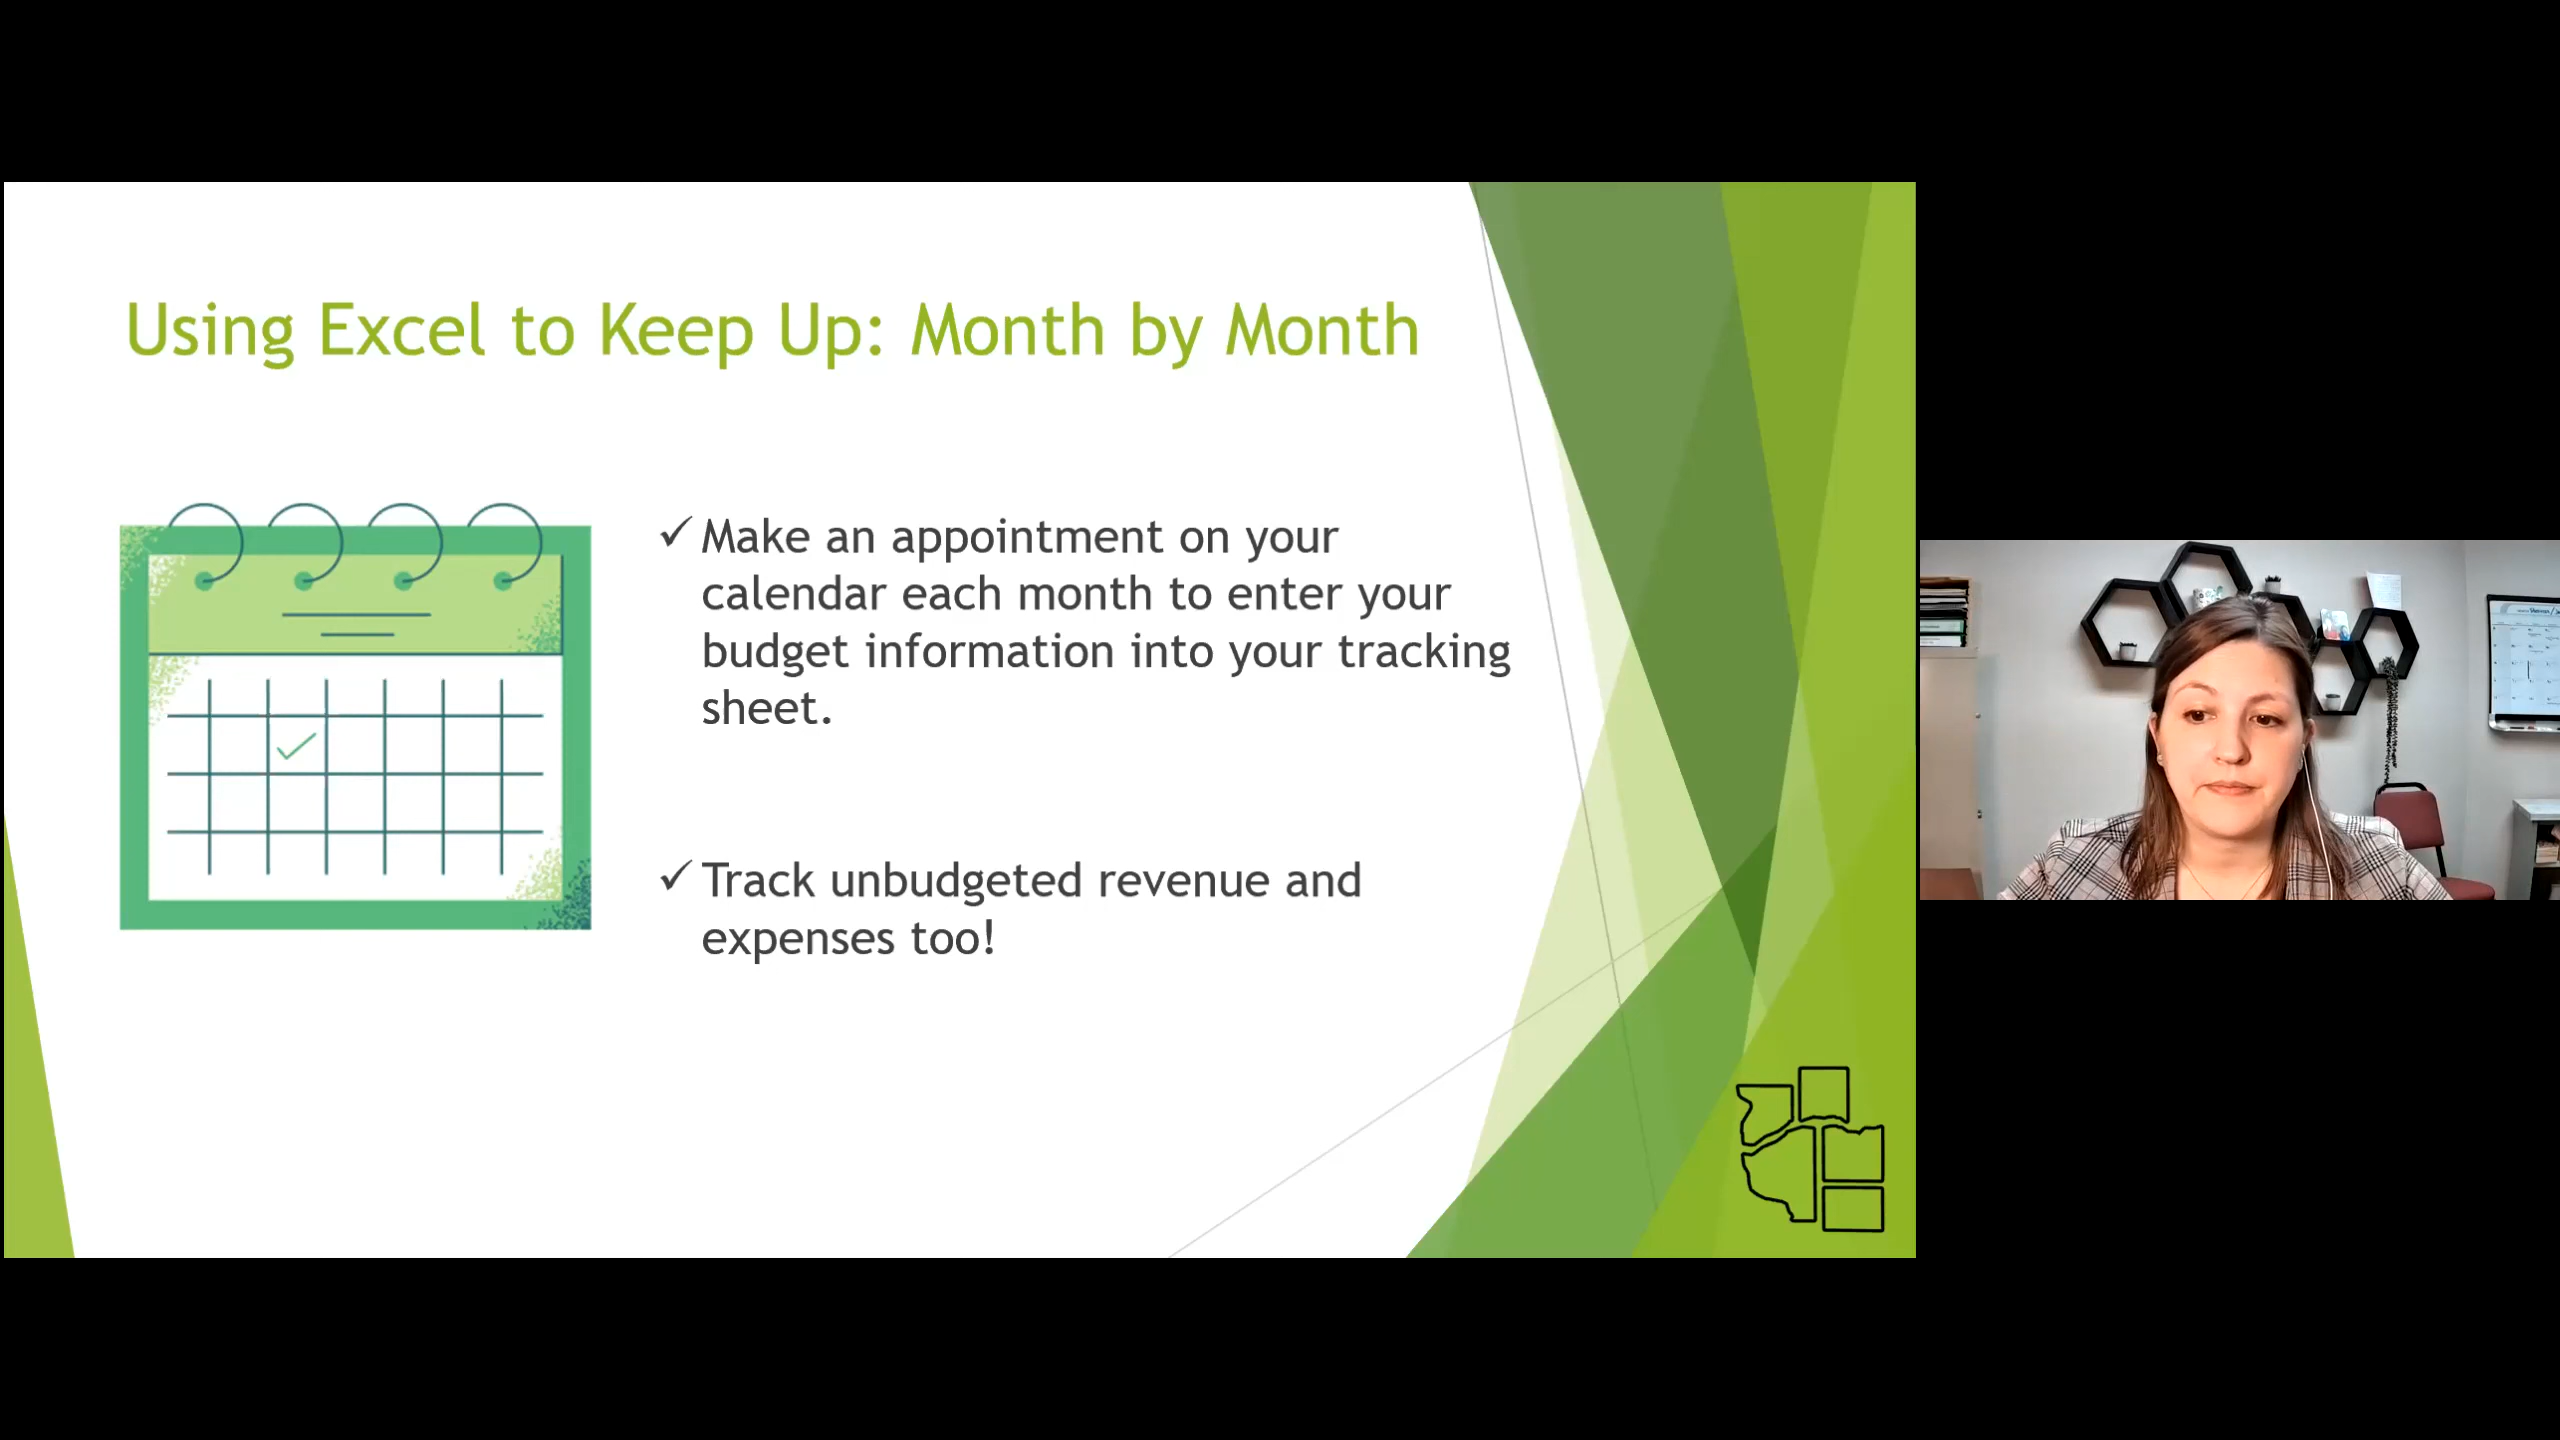 Using Excel to Keep Up: Month by Month
✓ Make an appointment on your
calendar each month to enter your
budget information into your tracking
sheet.
✓ Track unbudgeted revenue and
expenses too!